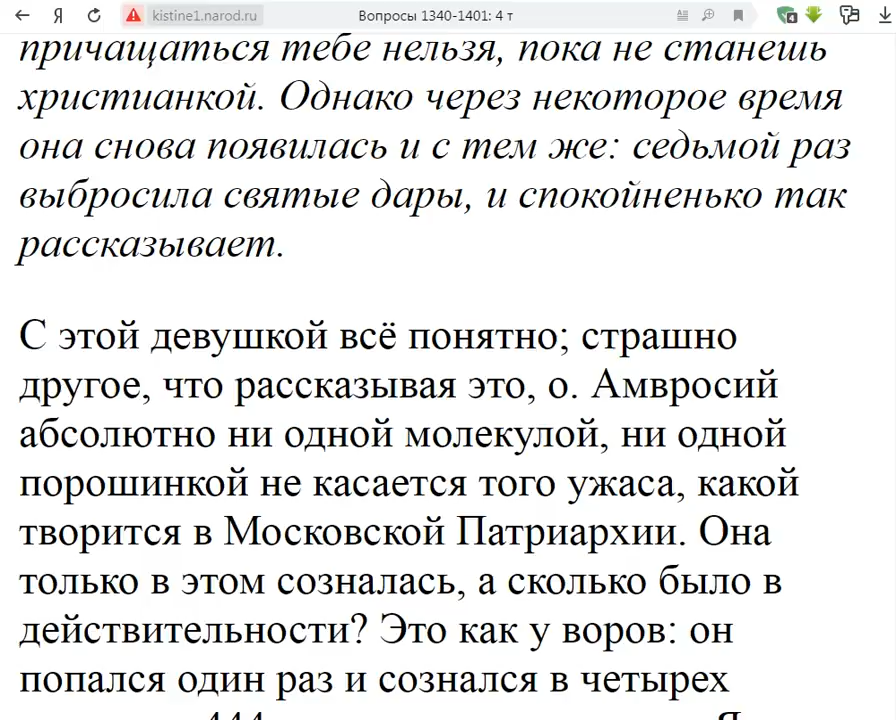 Я kistine1.narod.ru Вопросы 1340-1401: 4 т
причащаться тебе нельзя, пока не станешь
христианкой. Однако через некоторое время
она снова появилась и с тем же: седьмой раз
выбросила святые дары, и спокойненько так
рассказывает.
С этой девушкой всё понятно; страшно
другое, что рассказывая это, о. Амвросий
абсолютно ни одной молекулой, ни одной
порошинкой не касается того ужаса, какой
творится в Московской Патриархии. Она
только в этом созналась, а сколько было в
действительности? Это как у воров: он
попался один раз и сознался в четырех